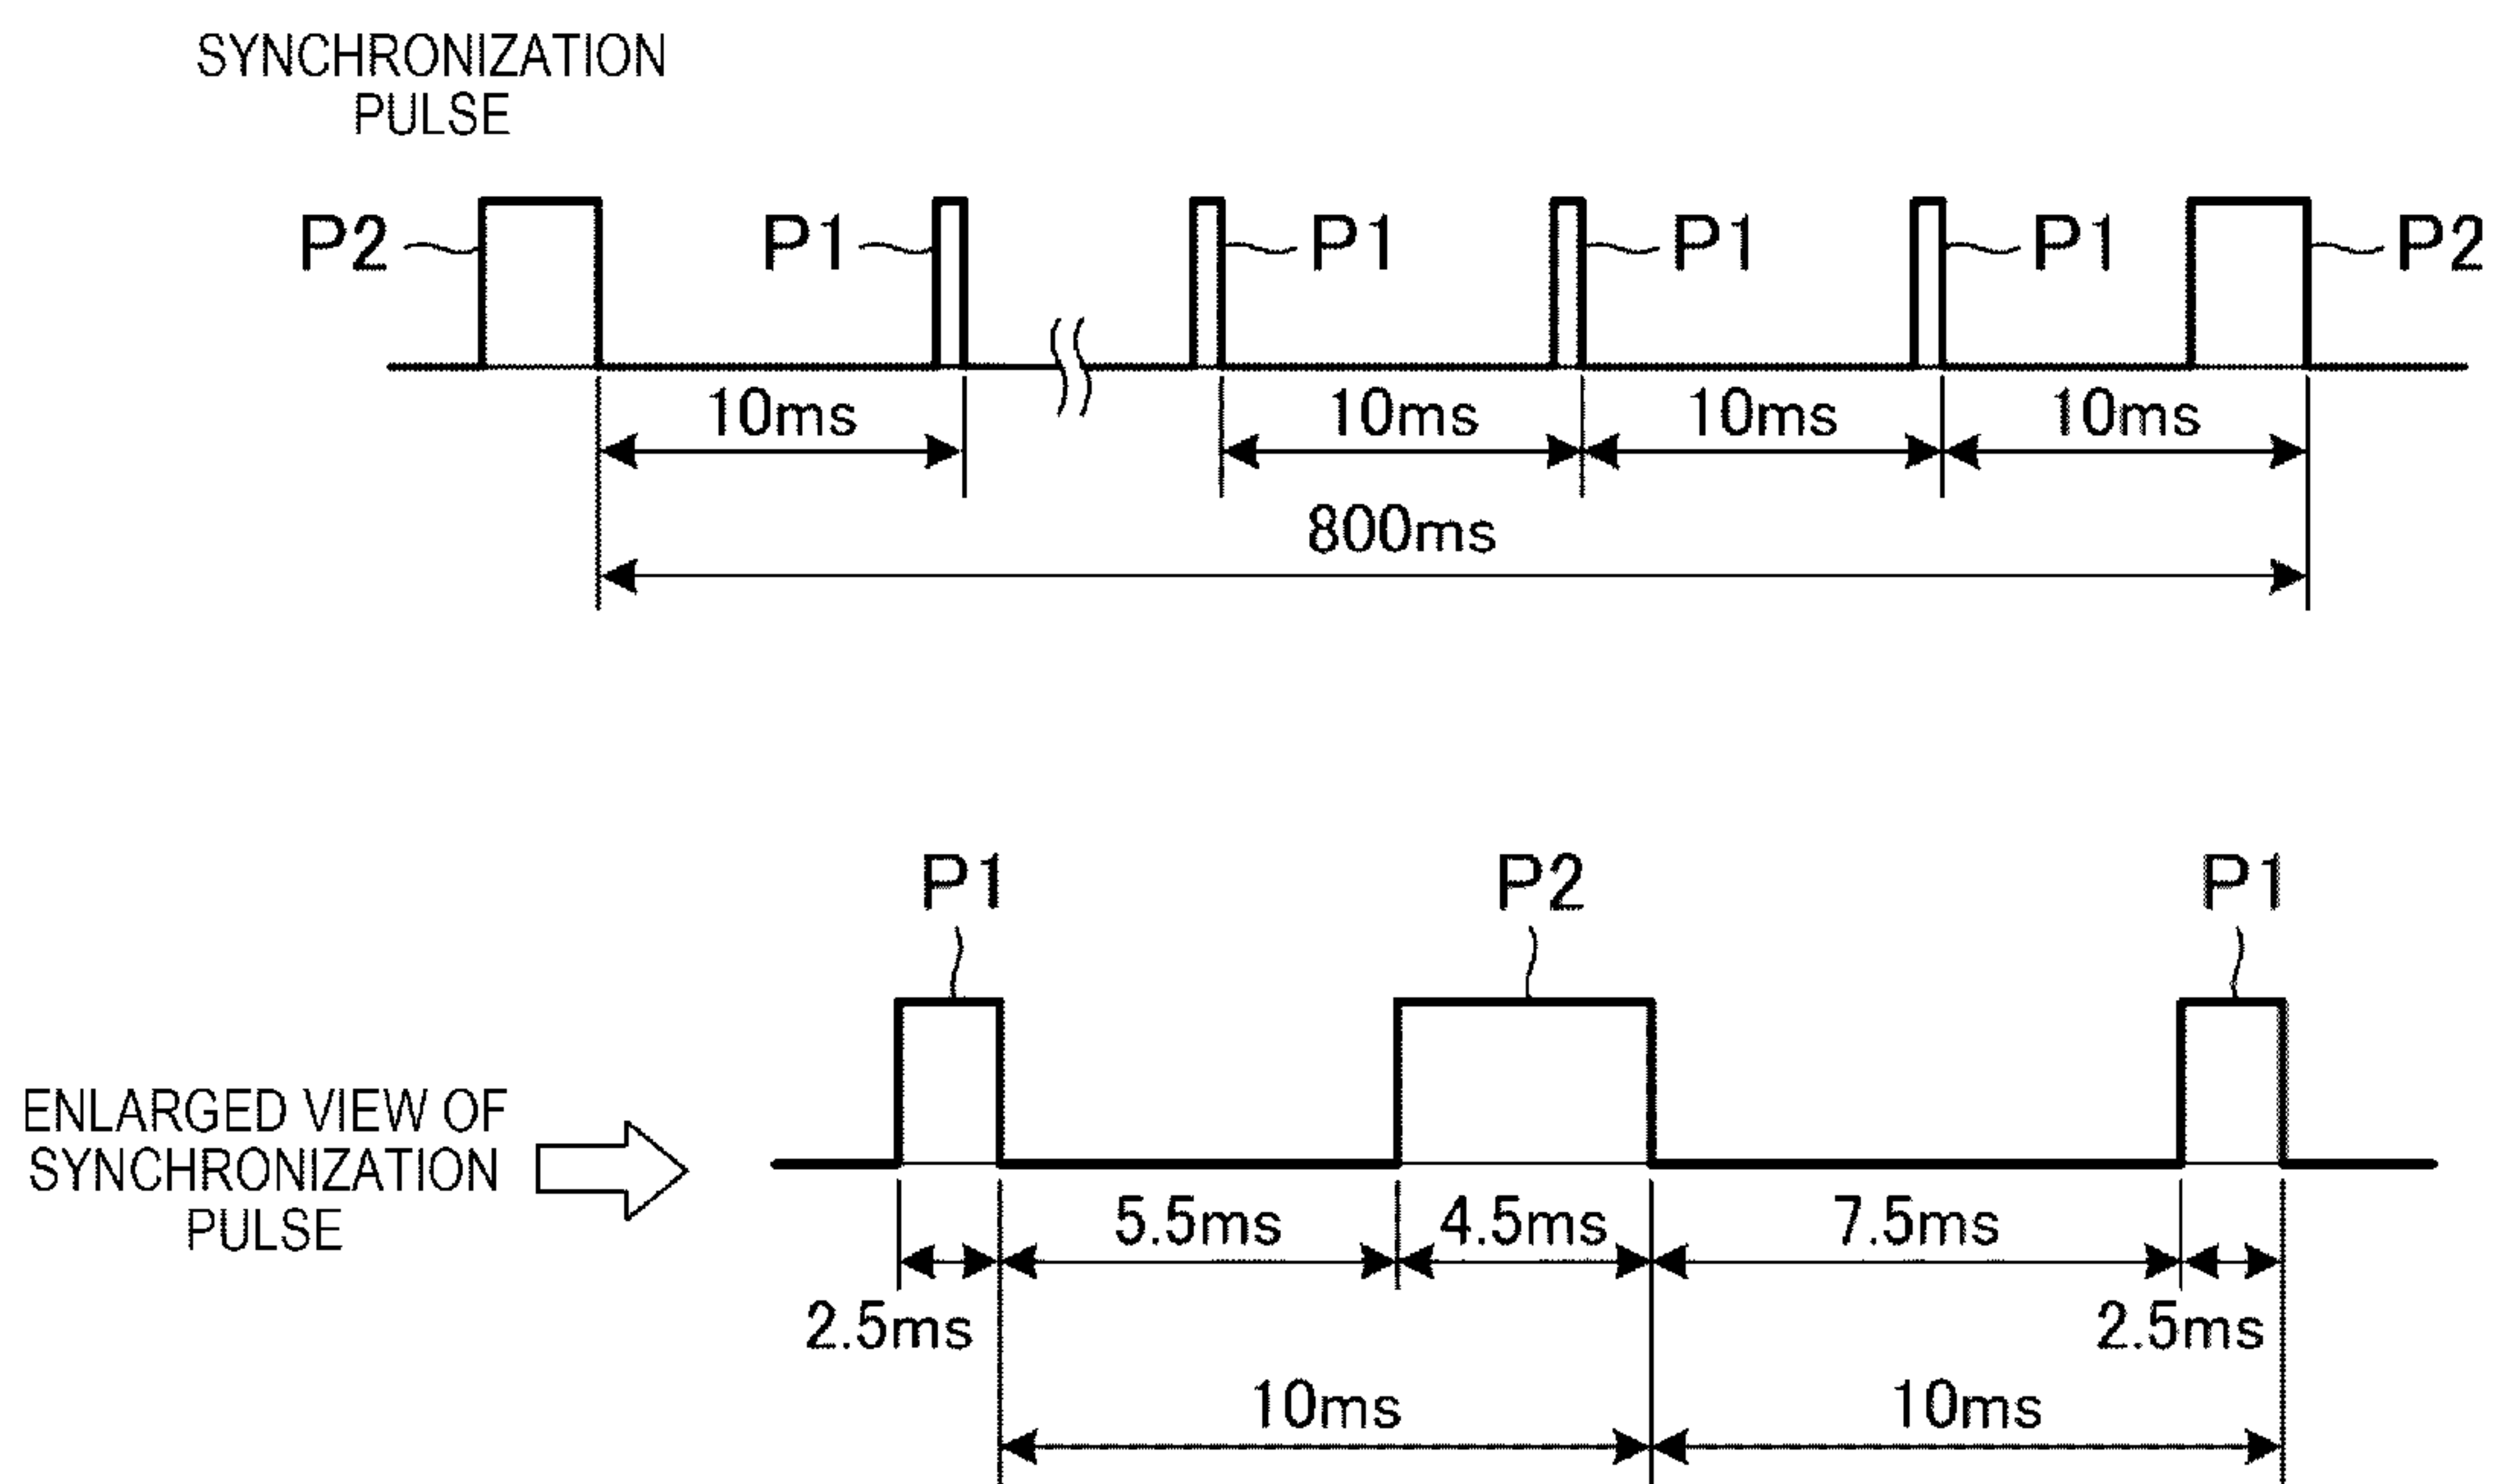 SYNCHRONIZATION
PULSE
P2 P1 P1 P1 P1 P2
10ms 10ms 10ms 10ms
800ms
P1 P2 P1
ENLARGED VIEW OF
SYNCHRONIZATION
PULSE
5.5ms 4.5ms 7.5ms
2.5ms 2.5ms
10ms 10ms